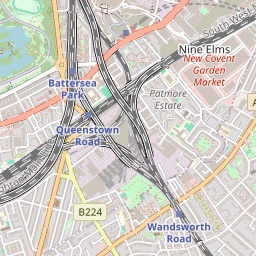 South West
Nine Elms
New Covent
Garden
Market
Battersea
Park
Patmore
Estate
Queenstown
Road
B224
Wandsworth
Road